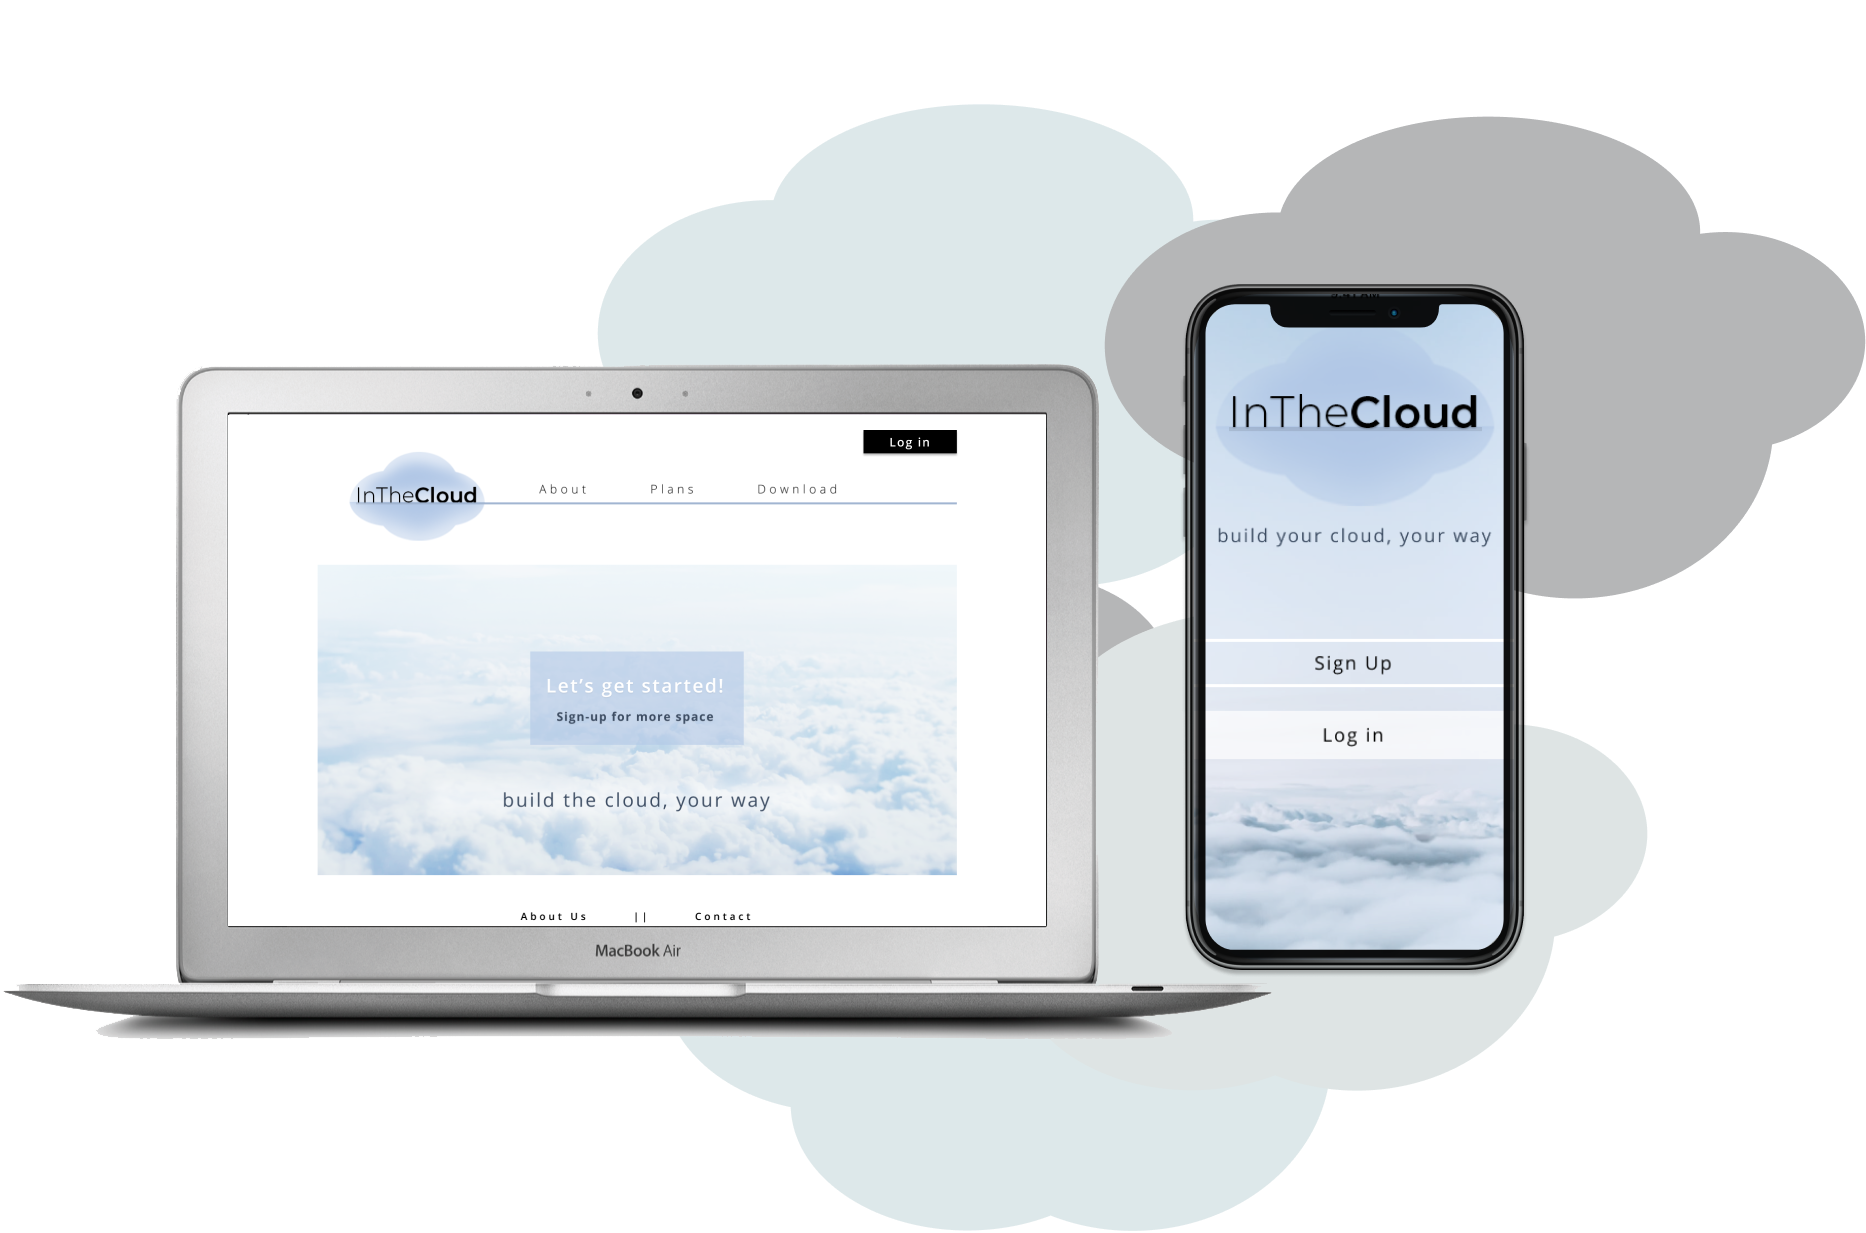 Log in
InTheCloud
About Plans Download
Let's get started!
Sign-up for more space
build the cloud, your way
About Us || Contact
MacBook Air
InTheCloud
build your cloud, your way
Sign Up
Log in